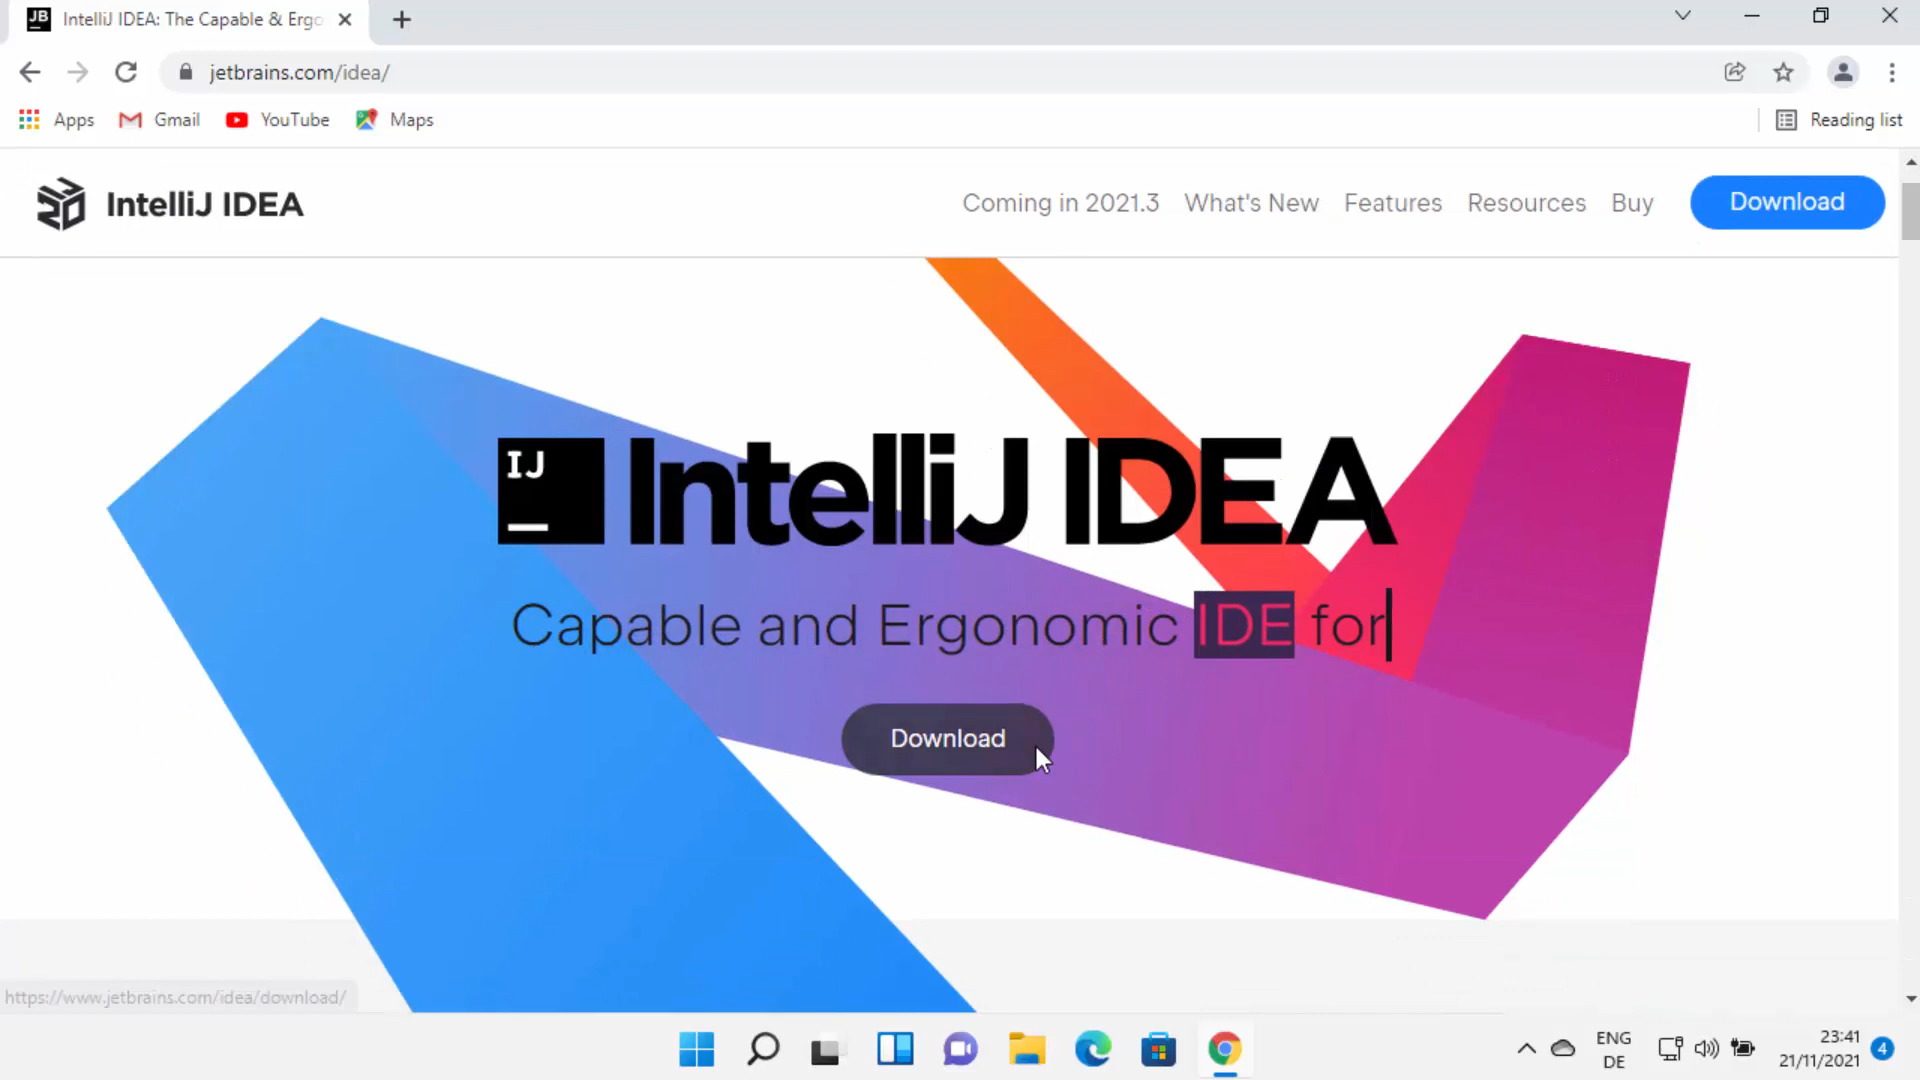 JB
IntelliJ IDEA: The Capable & Ergo
jetbrains.com/idea/
Apps
Gmail
YouTube
Maps
Reading list
IntelliJ IDEA
Coming in 2021.3
What's New
Features
Resources
Buy
Download
IJ
IntelliJ IDEA
Capable and Ergonomic IDE for
Download
https://www.jetbrains.com/idea/download/
ENG
DE
23:41
21/11/2021
4